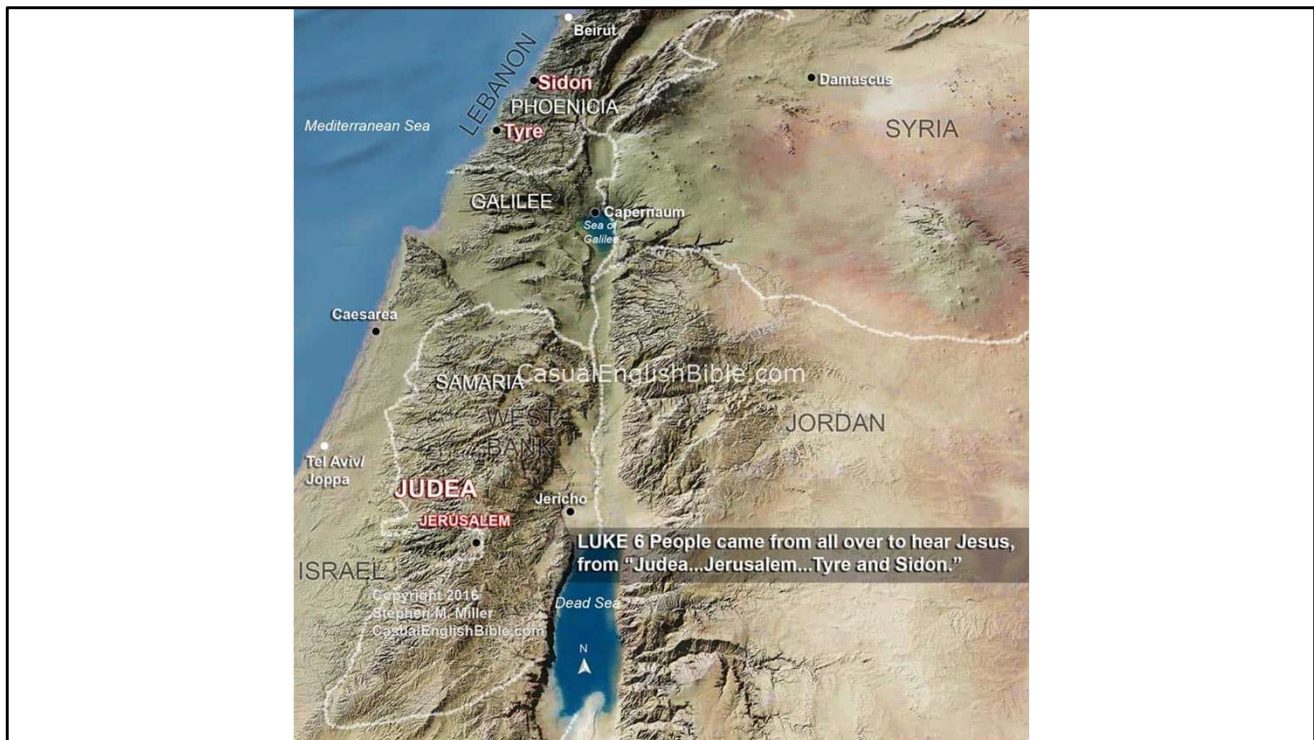 Beirut
LEBANON
Sidon
PHOENICIA
Damascus
Mediterranean Sea
Tyre
SYRIA
GALILEE
Capernaum
Sea of
Galilee
Caesarea
CasualEnglishBible.com
SAMARIA
WEST
BANK
JORDAN
Tel Aviv/
Joppa
JUDEA
Jericho
JERUSALEM
LUKE 6 People came from all over to hear Jesus,
from “Judea...Jerusalem...Tyre and Sidon.”
ISRAEL
Copyright 2016
Stephen M. Miller
CasualEnglishBible.com
Dead Sea
N